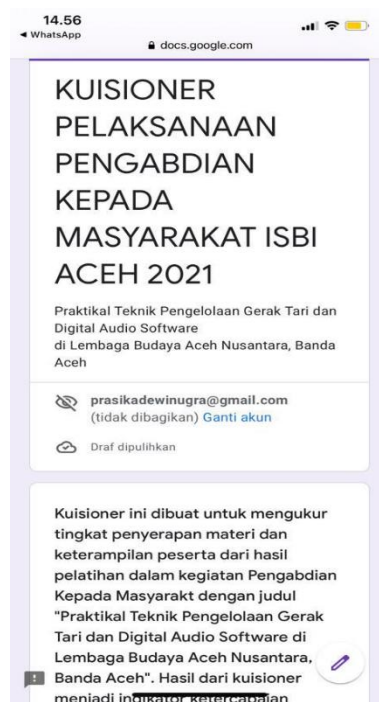 14.56
WhatsApp
docs.google.com
KUISIONER
PELAKSANAAN
PENGABDIAN
KEPADA
MASYARAKAT ISBI
ACEH 2021
Praktikal Teknik Pengelolaan Gerak Tari dan
Digital Audio Software
di Lembaga Budaya Aceh Nusantara, Banda
Aceh
prasikadewinugra@gmail.com
(tidak dibagikan) Ganti akun
Draf dipulihkan
Kuisioner ini dibuat untuk mengukur
tingkat penyerapan materi dan
keterampilan peserta dari hasil
pelatihan dalam kegiatan Pengabdian
Kepada Masyarakt dengan judul
"Praktikal Teknik Pengelolaan Gerak
Tari dan Digital Audio Software di
Lembaga Budaya Aceh Nusantara,
Banda Aceh". Hasil dari kuisioner
menjadi indikator ketercapaian